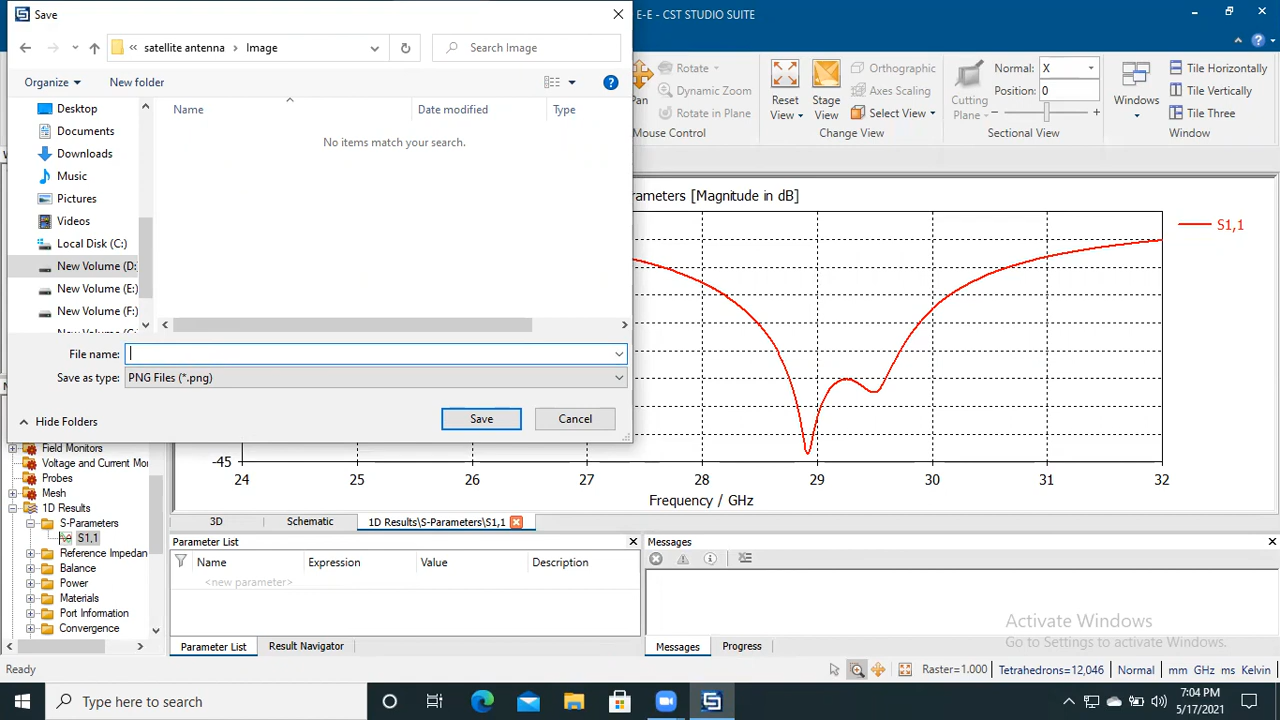 Save
E-E - CST STUDIO SUITE
satellite antenna
Image
Search Image
Organize
New folder
Name
Date modified
Type
No items match your search.
Desktop
Documents
Downloads
Music
Pictures
Videos
Local Disk (C:)
New Volume (D:
New Volume (E:)
New Volume (F:)
File name:
Save as type:
PNG Files (*.png)
Hide Folders
Save
Cancel
Pan
Rotate
Dynamic Zoom
Rotate in Plane
Mouse Control
Reset View
Stage View
Orthographic
Axes Scaling
Select View
Change View
Cutting Plane
Normal: X
Position: 0
Sectional View
Windows
Tile Horizontally
Tile Vertically
Tile Three
Window
rameters [Magnitude in dB]
S1,1
-45
24 25 26 27 28 29 30 31 32
Frequency / GHz
Field Monitors
Voltage and Current Mor
Probes
Mesh
1D Results
S-Parameters
S1,1
Reference Impedan
Balance
Power
Materials
Port Information
Convergence
3D
Schematic
1D Results\S-Parameters\S1,1
Parameter List
Name Expression Value Description
<new parameter>
Parameter List
Result Navigator
Messages
Messages
Progress
Activate Windows
Go to Settings to activate Windows.
Ready
Raster=1.000
Tetrahedrons=12,046
Normal
mm GHz ns Kelvin
Type here to search
7:04 PM
5/17/2021